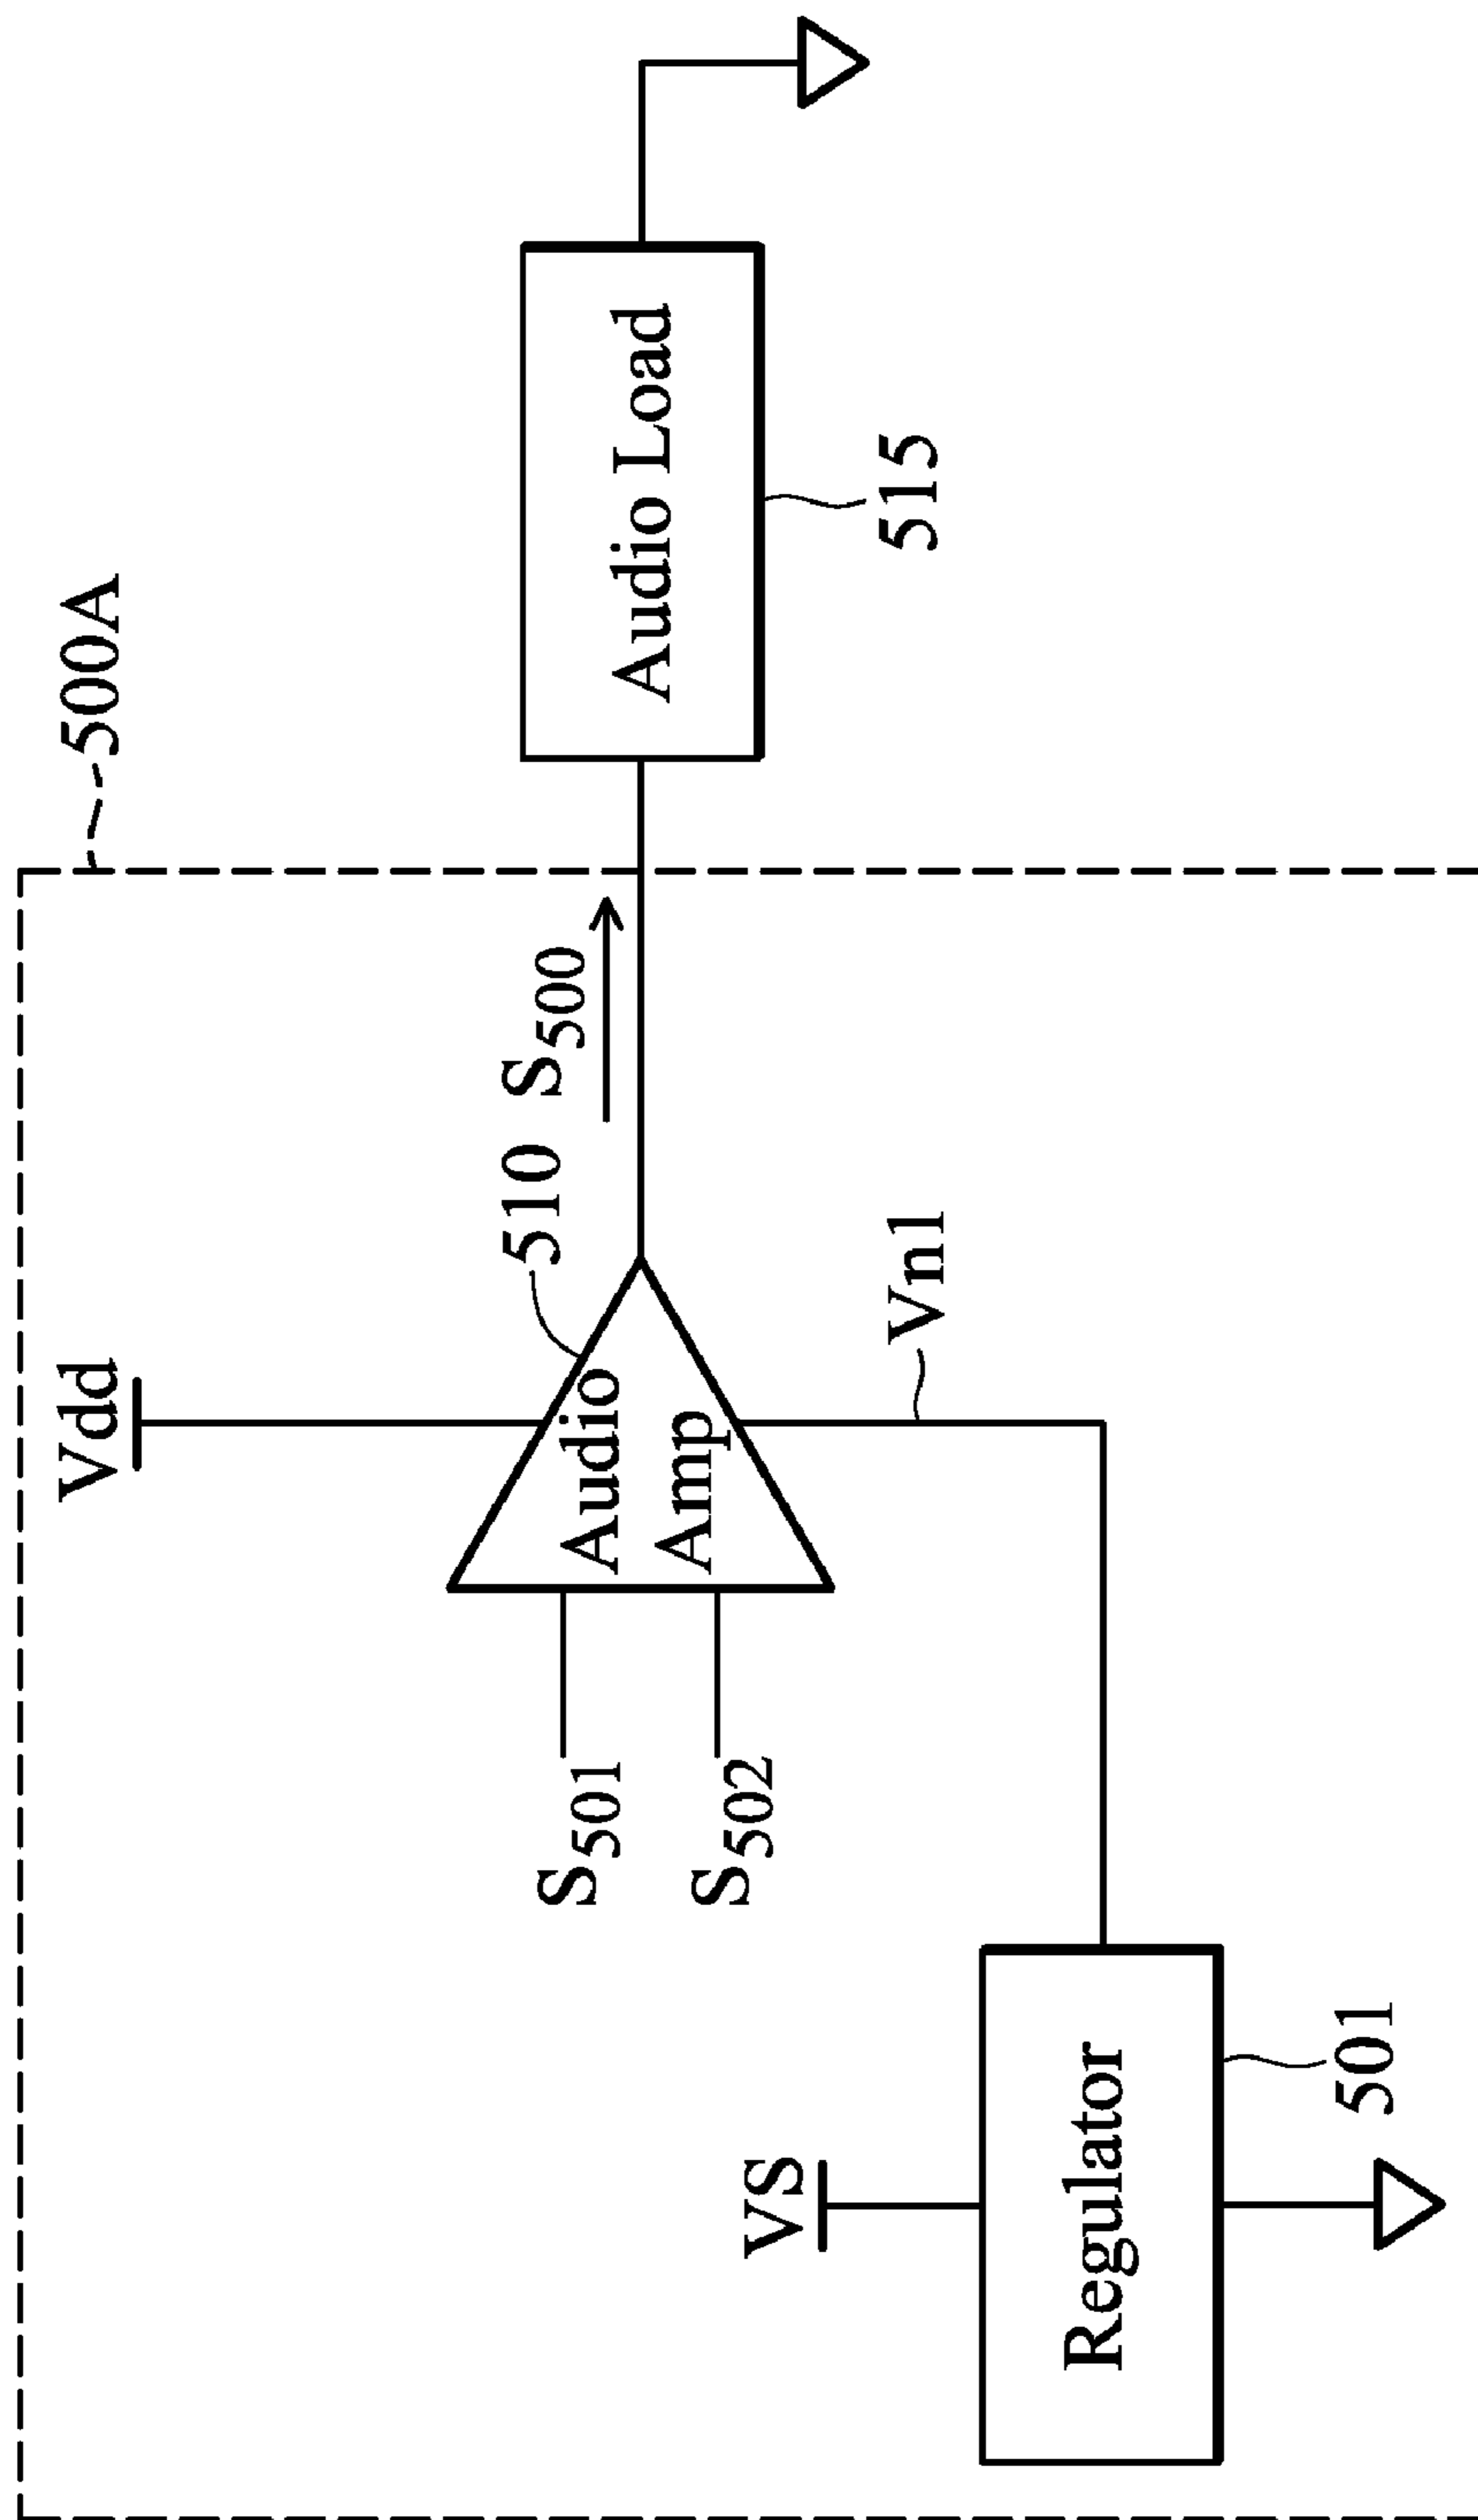 500A
Vdd
510
S500
Audio
Amp
Audio Load
515
S501
S502
Vn1
VS
Regulator
501